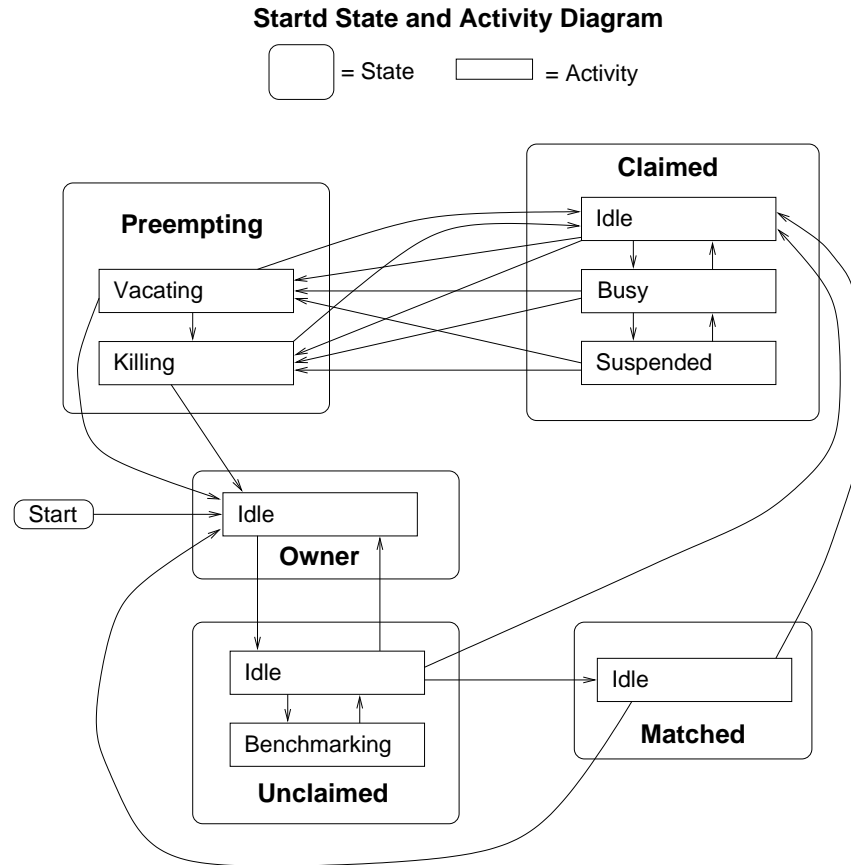 Startd State and Activity Diagram
= State
= Activity
Claimed
Preempting
Idle
Vacating
Busy
Killing
Suspended
Start
Idle
Owner
Idle
Idle
Benchmarking
Matched
Unclaimed